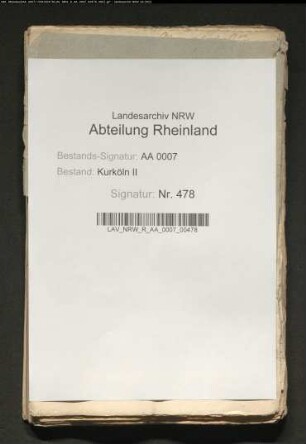 Landesarchiv NRW
Abteilung Rheinland
Bestands-Signatur: AA 0007
Bestand: Kurköln II
Signatur: Nr. 478
LAV_NRW_R_AA_0007_00478